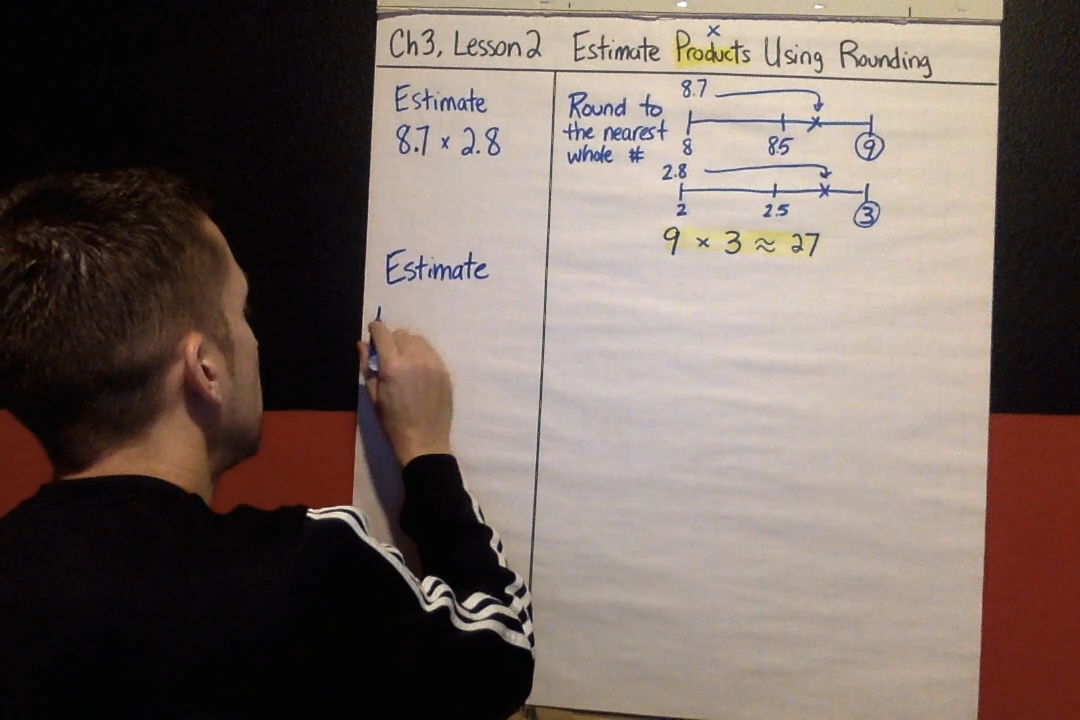 Ch3, Lesson 2 Estimate Products Using Rounding
x
Estimate
8.7 x 2.8
Round to
the nearest
whole #
8.7
8 8.5 9
2.8
2 2.5 3
9 x 3 ≈ 27
Estimate